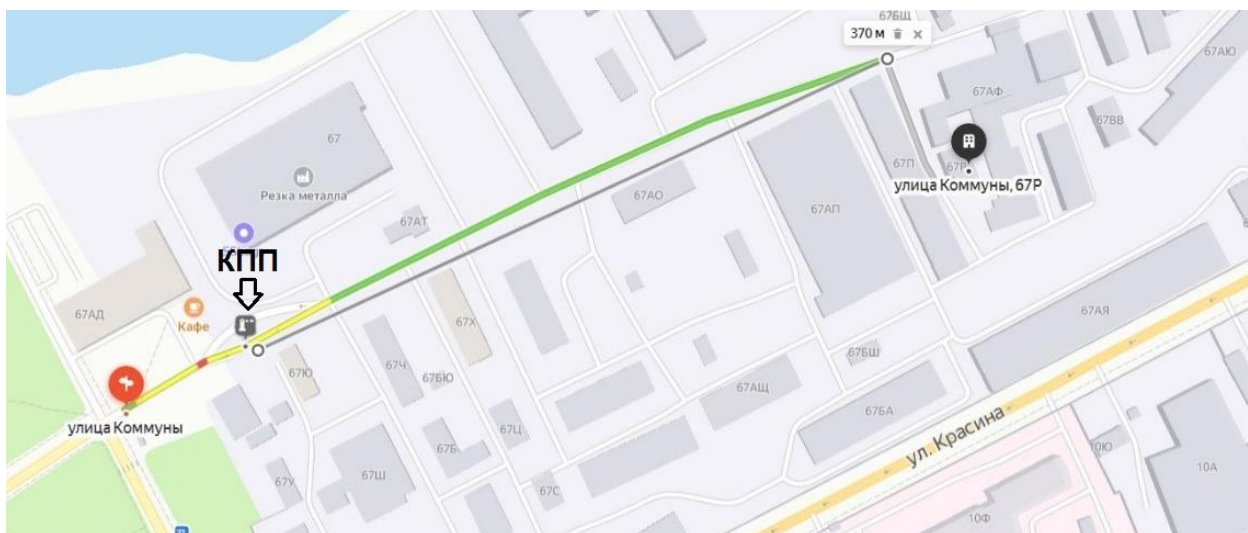 67БЩ
370 м
67АЮ
67АФ
67
67ВВ
Резка металла
67П
67Р
улица Коммуны, 67Р
67АО
67АП
67АТ
КПП
67АД
Кафе
67Х
67АЯ
67БШ
67Ю
67Ч
67БЮ
67АЩ
67БА
улица Коммуны
67Ц
ул. Красина
67Б
10Ю
10А
67Ш
67У
67С
10Ф